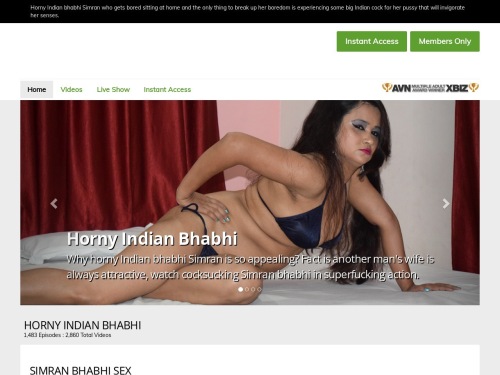 Horny Indian bhabhi Simran who gets bored sitting at home and the only thing to break up her boredom is experiencing some big Indian cock for her pussy that will invigorate
her senses.
Instant Access
Members Only
Home
Videos
Live Show
Instant Access
AVN MULTIPLE ADULT AWARD WINNER XBIZ
Horny Indian Bhabhi
Why horny Indian bhabhi Simran is so appealing? Fact is another man's wife is
always attractive, watch cocksucking Simran bhabhi in superfucking action.
HORNY INDIAN BHABHI
1,483 Episodes : 2,860 Total Videos
SIMRAN BHABHI SEX